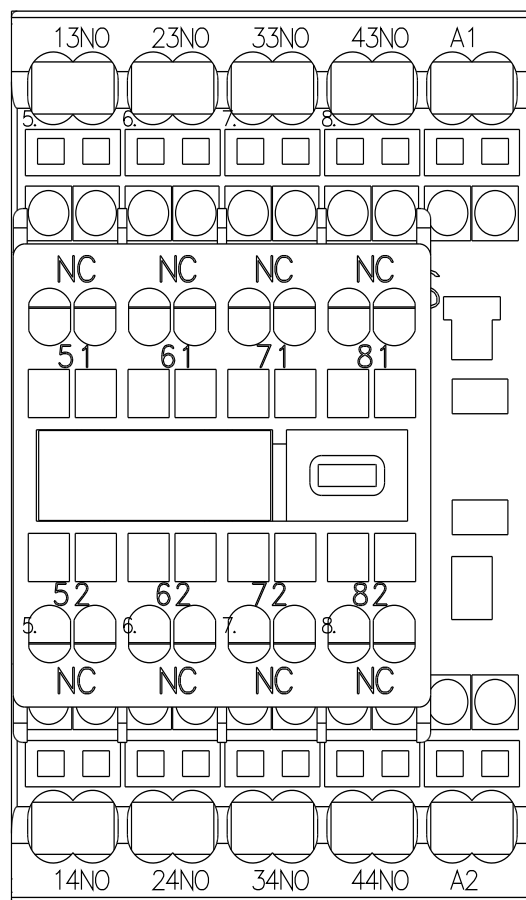 13NO 23NO 33NO 43NO A1
5. 6. 7. 8.
NC NC NC NC
51 61 71 81
52 62 72 82
5. 6. 7. 8.
NC NC NC NC
14NO 24NO 34NO 44NO A2